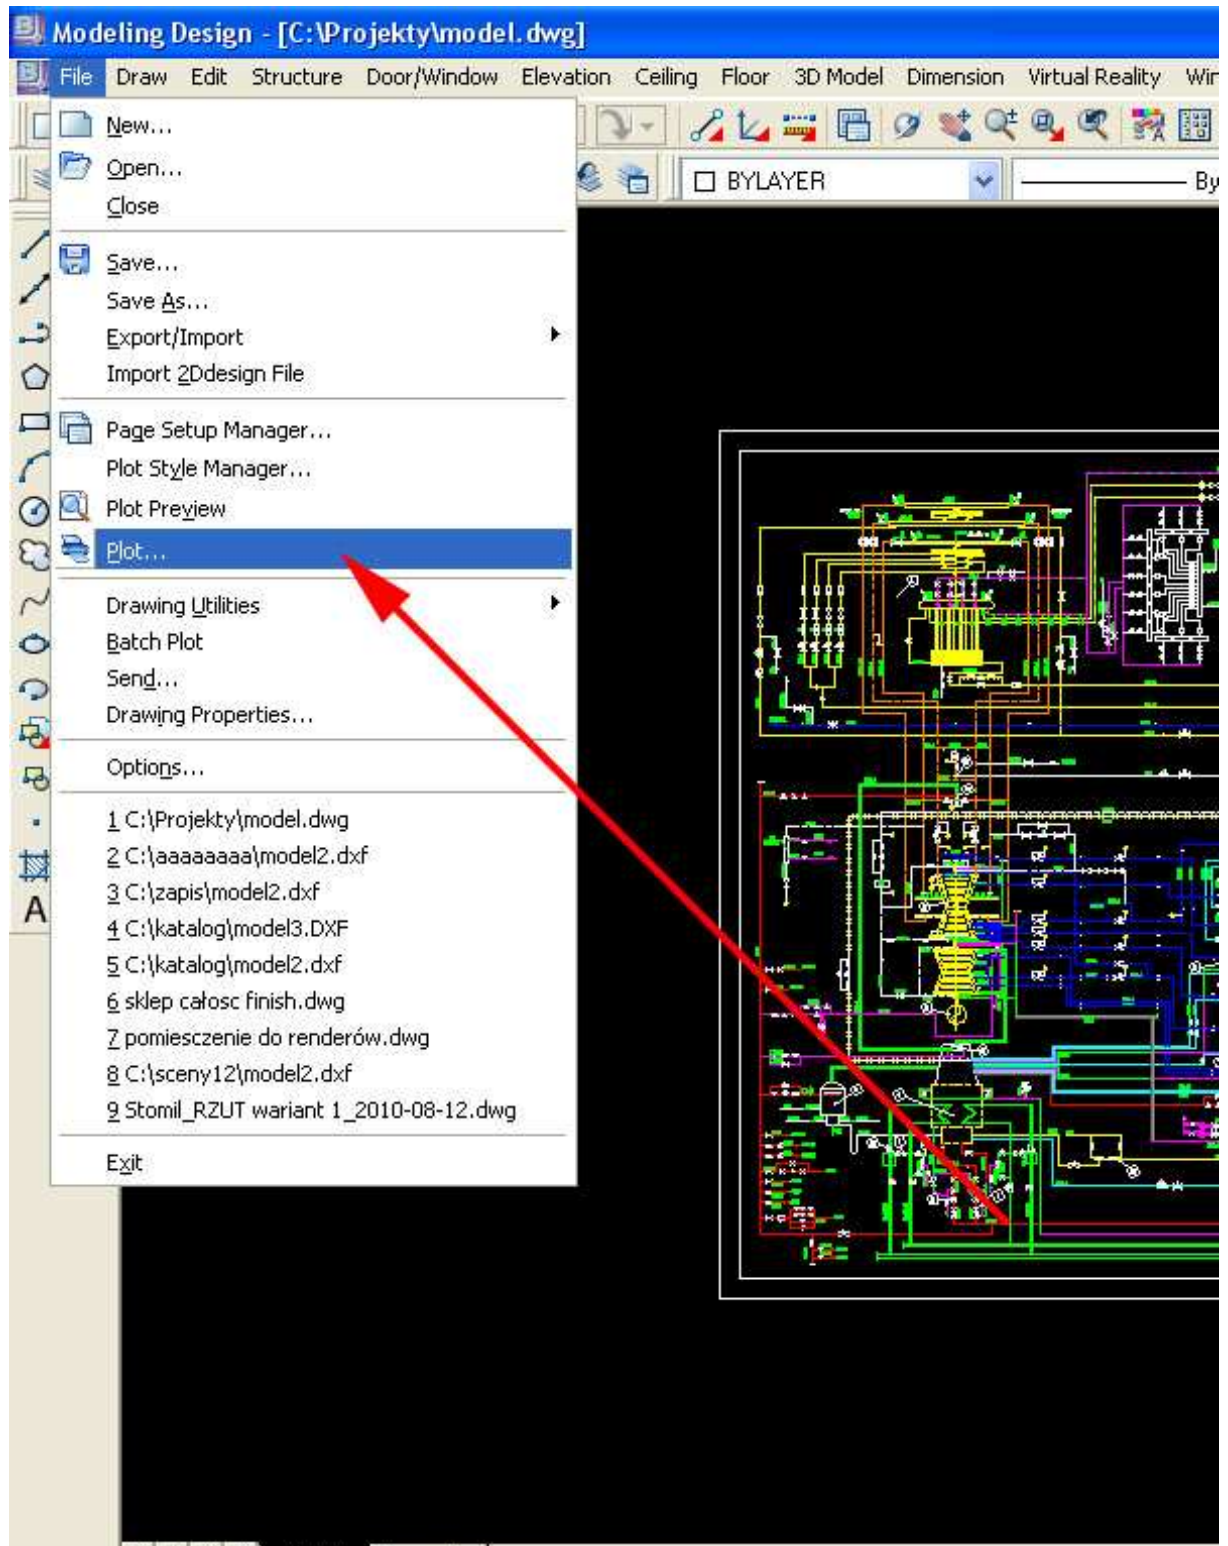 Modeling Design - [C:\Projekty\model.dwg]
File Draw Edit Structure Door/Window Elevation Ceiling Floor 3D Model Dimension Virtual Reality
New...
Open...
BYLAYER
By
Close
Save...
Save As...
Export/Import
Import 2Ddesign File
Page Setup Manager...
Plot Style Manager...
Plot Preview
Plot...
Drawing Utilities
Batch Plot
Send...
Drawing Properties...
Options...
1 C:\Projekty\model.dwg
2 C:\aaaaaaaa\model2.dxf
3 C:\zapis\model2.dxf
A
4 C:\katalog\model3.DXF
5 C:\katalog\model2.dxf
6 sklep całosc finish.dwg
7 pomiesczenie do renderów.dwg
8 C:\sceny12\model2.dxf
9 Stomil_RZUT wariant 1_2010-08-12.dwg
Exit